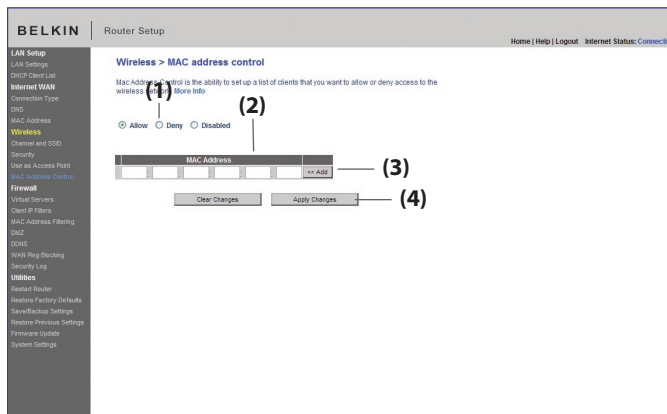 BELKIN
Router Setup
Home | Help | Logout Internet Status: Connecti
LAN Setup
LAN Settings
DHCP Client List
Internet WAN
Connection Type
DNS
MAC Address
Wireless
Channel and SSID
Security
Use as Access Point
MAC Address Control
Firewall
Virtual Servers
Client IP Filters
MAC Address Filtering
DMZ
DDNS
WAN Ping Blocking
Security Log
Utilities
Restart Router
Restore Factory Defaults
Save/Backup Settings
Restore Previous Settings
Firmware Update
System Settings
Wireless > MAC address control
Mac Address Control is the ability to set up a list of clients that you want to allow or deny access to the
wireless network. More Info
(1)
(2)
Allow Deny Disabled
MAC Address
: : : : : << Add
(3)
Clear Changes Apply Changes
(4)